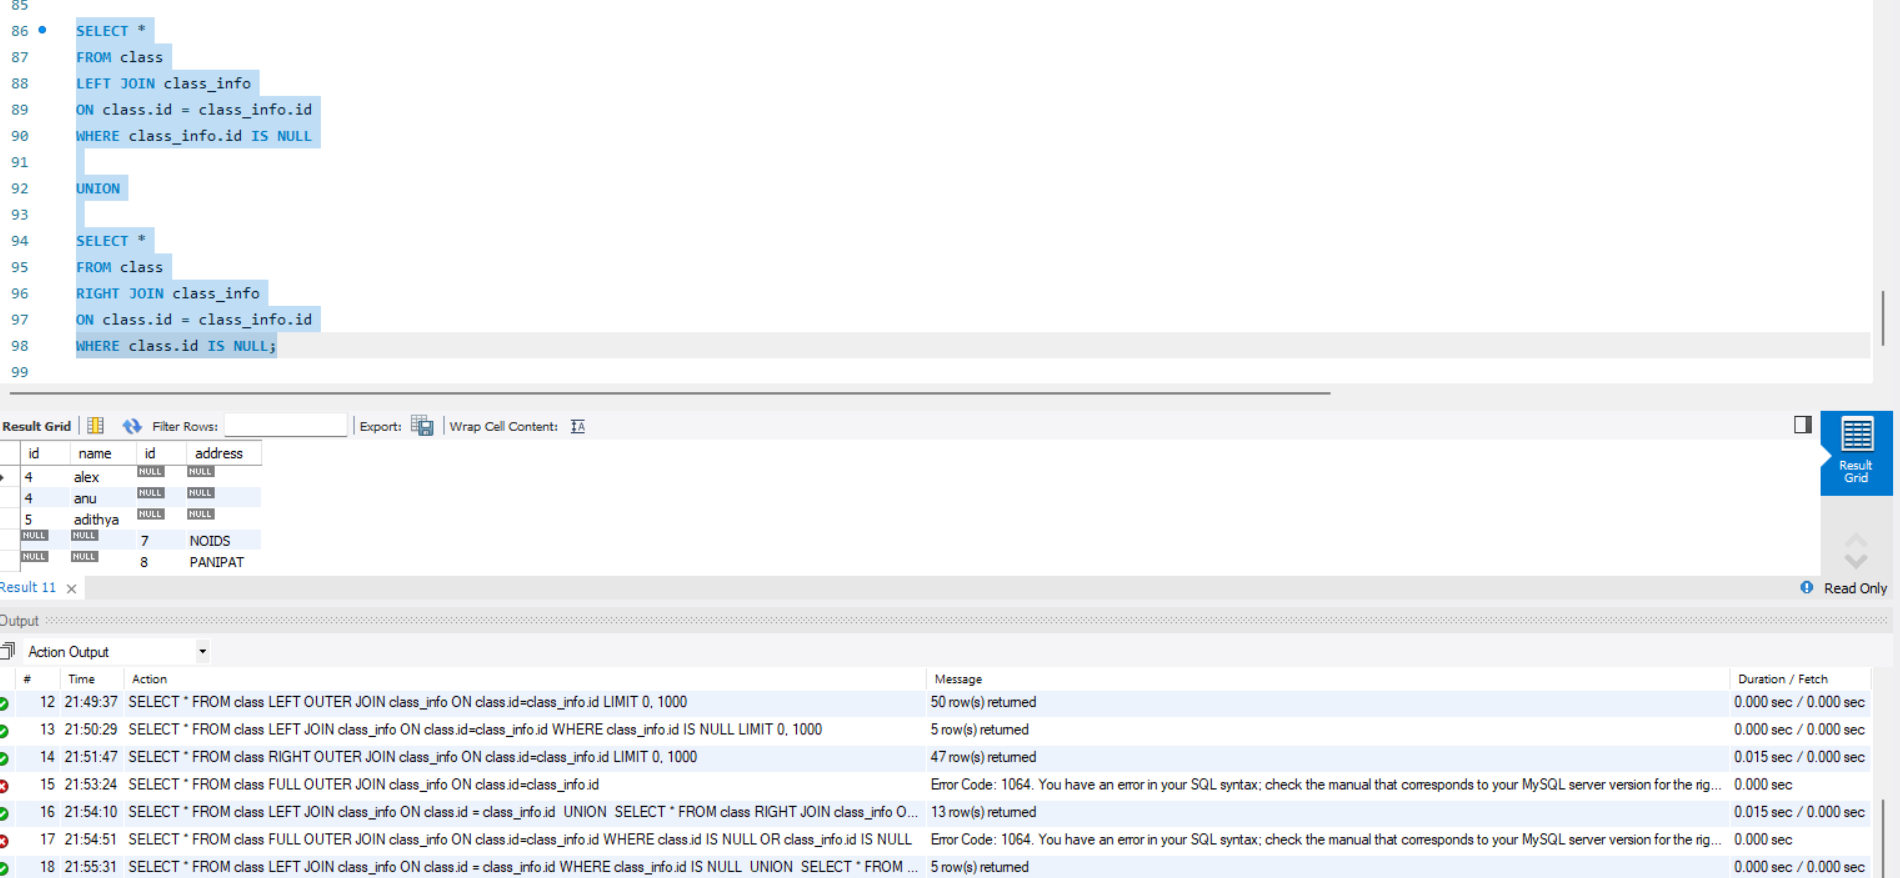 85
86 SELECT *
87 FROM class
88 LEFT JOIN class_info
89 ON class.id = class_info.id
90 WHERE class_info.id IS NULL
91
92 UNION
93
94 SELECT *
95 FROM class
96 RIGHT JOIN class_info
97 ON class.id = class_info.id
98 WHERE class.id IS NULL;
99
Result Grid Filter Rows: Export: Wrap Cell Content: IA
Result Grid
id name id address
4 alex NULL NULL
4 anu NULL NULL
5 adithya NULL NULL
NULL NULL 7 NOIDS
NULL NULL 8 PANIPAT
Result 11 Read Only
Output
Action Output
# Time Action Message Duration / Fetch
12 21:49:37 SELECT * FROM class LEFT OUTER JOIN class_info ON class.id=class_info.id LIMIT 0, 1000 50 row(s) returned 0.000 sec / 0.000 sec
13 21:50:29 SELECT * FROM class LEFT JOIN class_info ON class.id=class_info.id WHERE class_info.id IS NULL LIMIT 0, 1000 5 row(s) returned 0.000 sec / 0.000 sec
14 21:51:47 SELECT * FROM class RIGHT OUTER JOIN class_info ON class.id=class_info.id LIMIT 0, 1000 47 row(s) returned 0.015 sec / 0.000 sec
15 21:53:24 SELECT * FROM class FULL OUTER JOIN class_info ON class.id=class_info.id Error Code: 1064. You have an error in your SQL syntax; check the manual that corresponds to your MySQL server version for the rig... 0.000 sec
16 21:54:10 SELECT * FROM class LEFT JOIN class_info ON class.id = class_info.id UNION SELECT * FROM class RIGHT JOIN class_info O... 13 row(s) returned 0.015 sec / 0.000 sec
17 21:54:51 SELECT * FROM class FULL OUTER JOIN class_info ON class.id=class_info.id WHERE class.id IS NULL OR class_info.id IS NULL Error Code: 1064. You have an error in your SQL syntax; check the manual that corresponds to your MySQL server version for the rig... 0.000 sec
18 21:55:31 SELECT * FROM class LEFT JOIN class_info ON class.id = class_info.id WHERE class_info.id IS NULL UNION SELECT * FROM ... 5 row(s) returned 0.000 sec / 0.000 sec